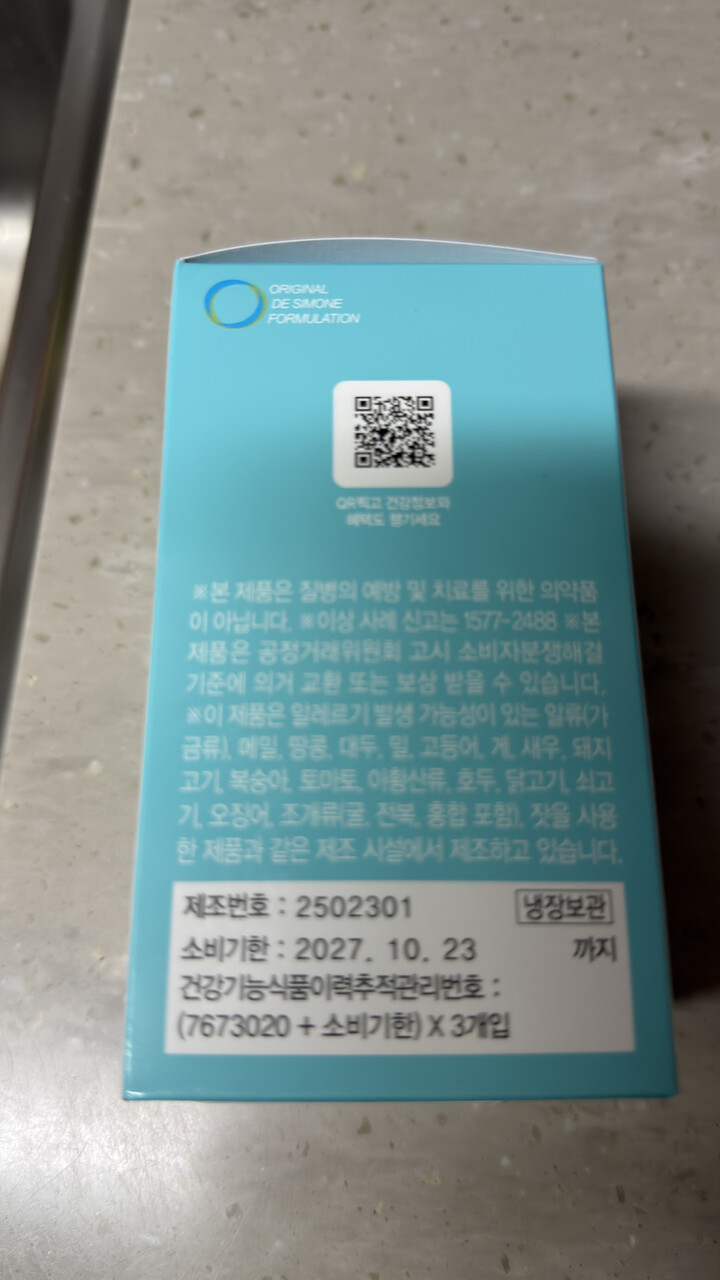 ORIGINAL
DE SIMONE
FORMULATION
QR찍고 건강정보와
혜택도 챙기세요
※본 제품은 질병의 예방 및 치료를 위한 의약품
이 아닙니다. ※이상 사례 신고는 1577-2488 ※본
제품은 공정거래위원회 고시 소비자분쟁해결
기준에 의거 교환 또는 보상 받을 수 있습니다.
※이 제품은 알레르기 발생 가능성이 있는 알류(가
금류), 메밀, 땅콩, 대두, 밀, 고등어, 게, 새우, 돼지
고기, 복숭아, 토마토, 아황산류, 호두, 닭고기, 쇠고
기, 오징어, 조개류(굴, 전복, 홍합 포함), 잣을 사용
한 제품과 같은 제조 시설에서 제조하고 있습니다.
제조번호 : 2502301 냉장보관
소비기한 : 2027. 10. 23 까지
건강기능식품이력추적관리번호 :
(7673020 + 소비기한) X 3개입